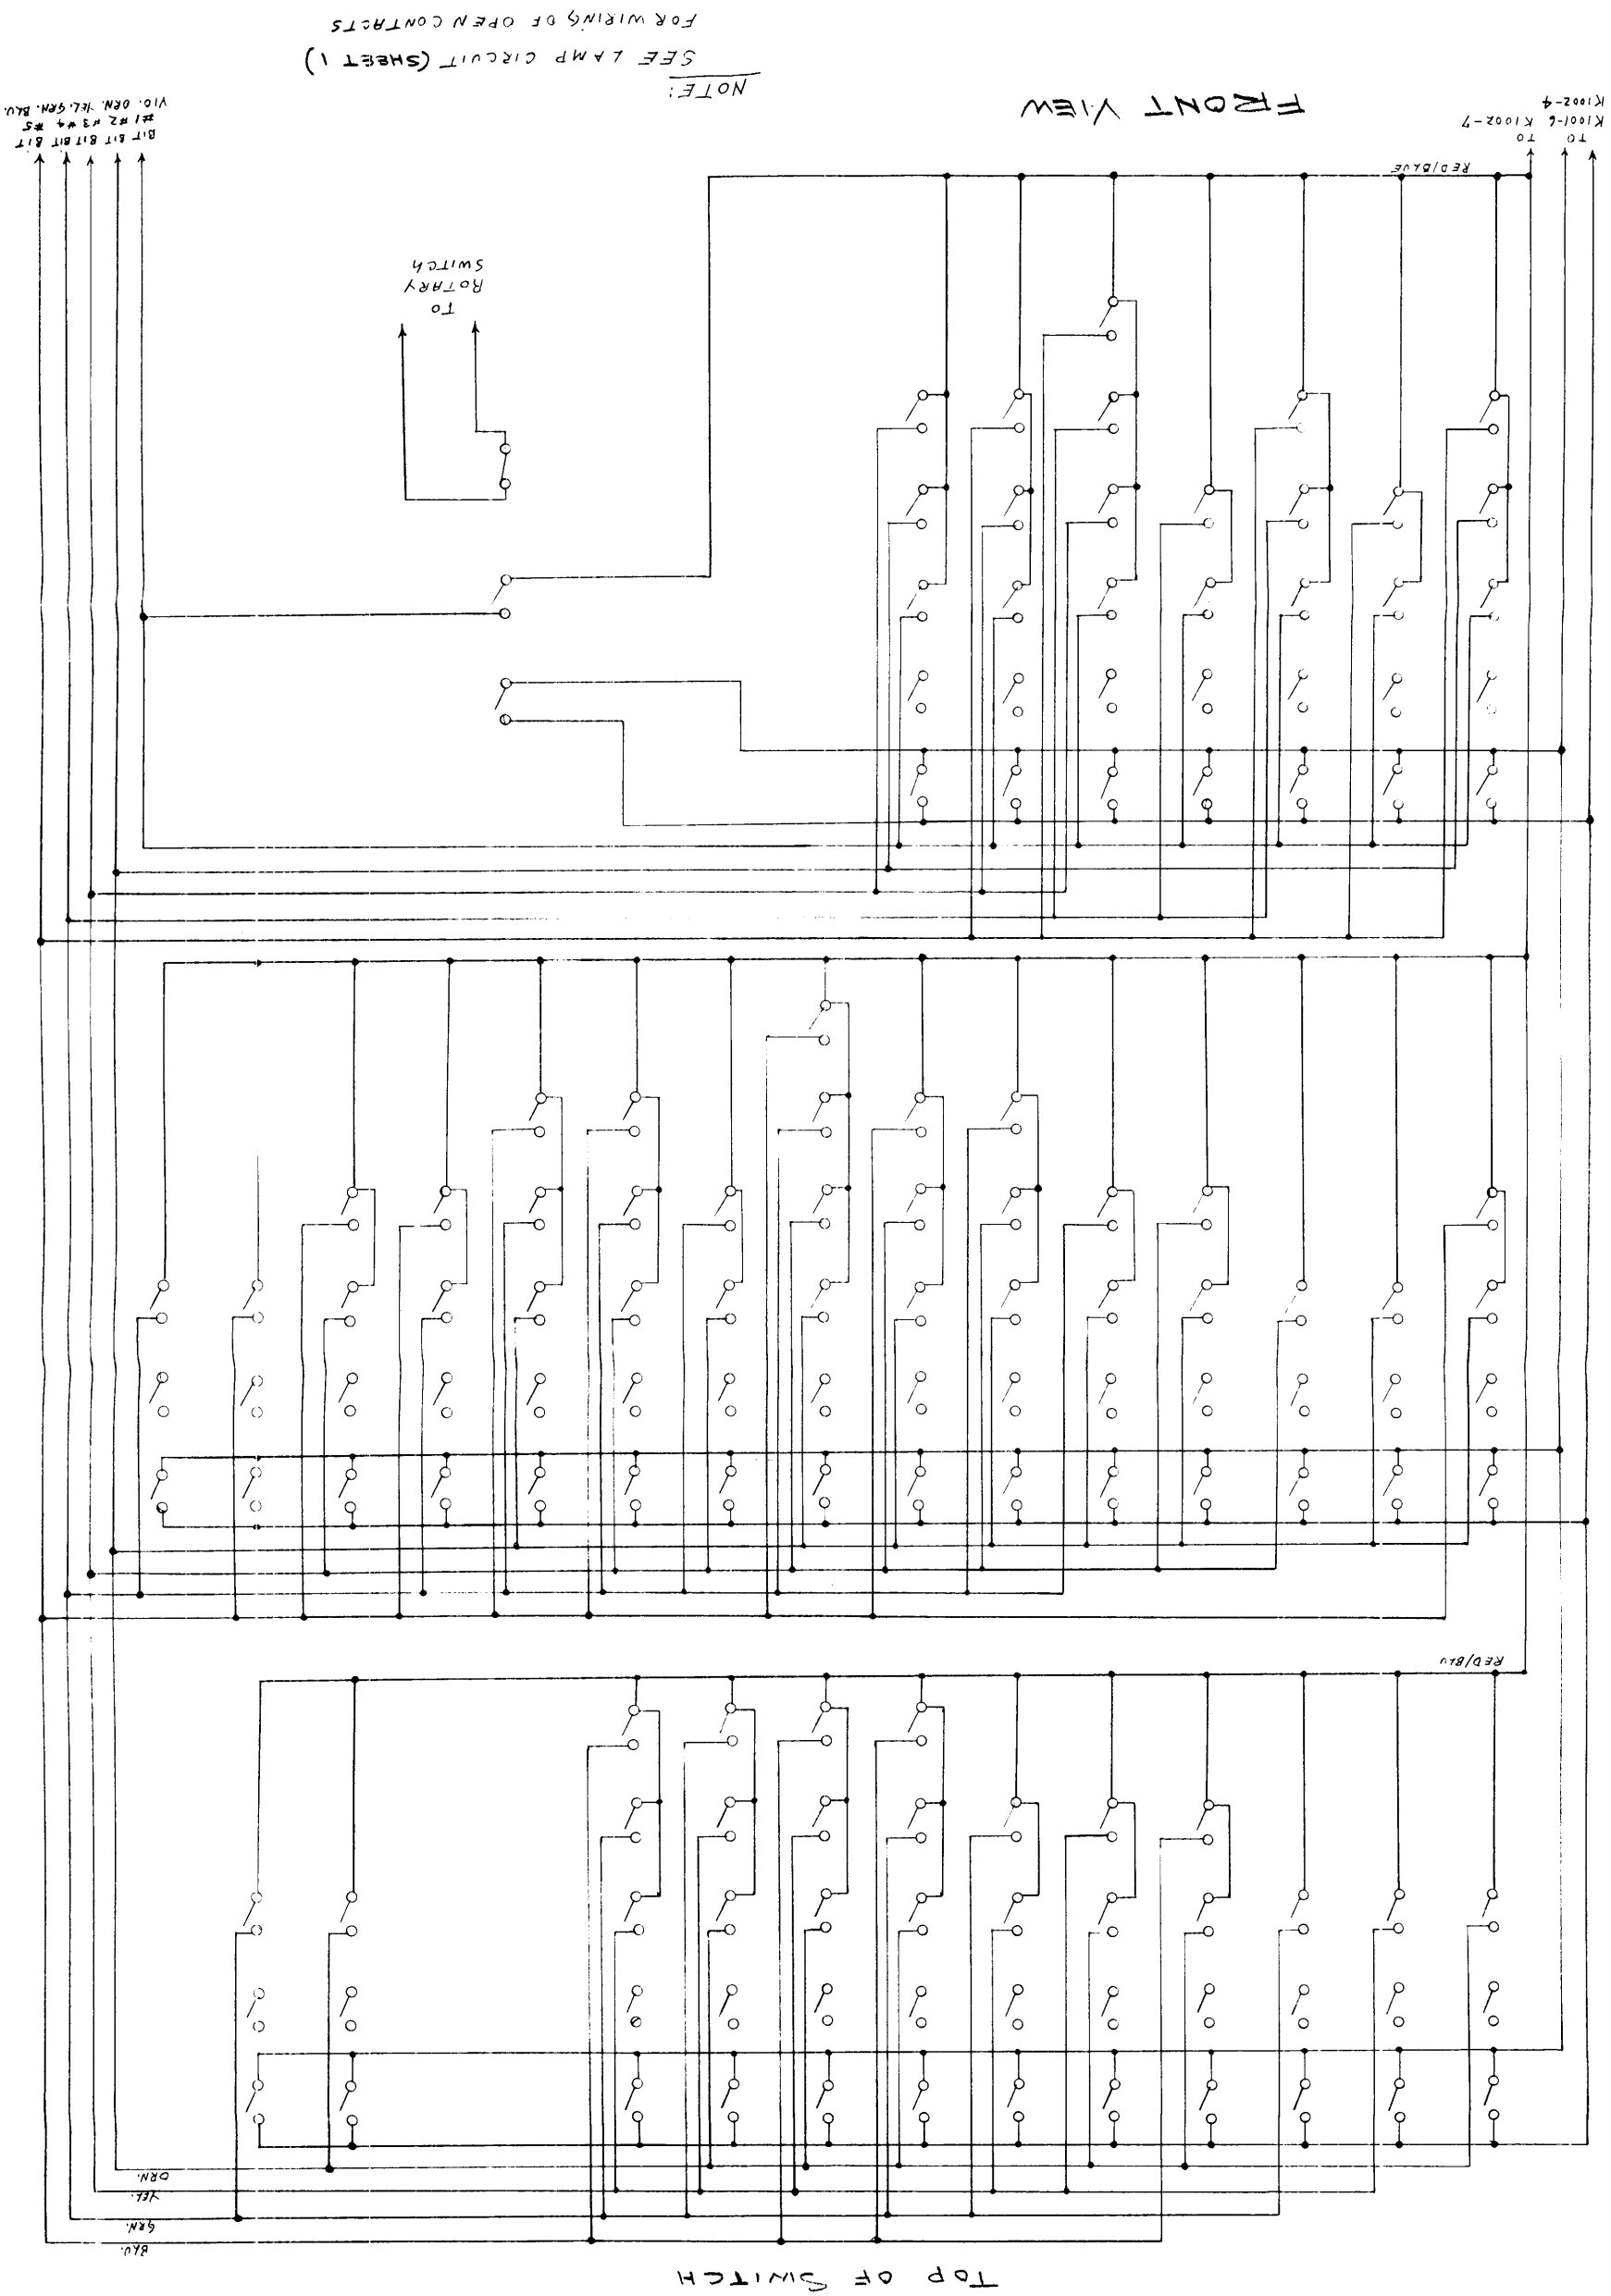 TOP OF SWITCH
BLU.
GRN.
YEL.
ORN.
RED/BLU
RED/BLUE
TO
ROTARY
SWITCH
TO TO
K1001-6 K1002-7
K1002-4
BIT BIT BIT BIT BIT
#1 #2 #3 #4 #5
VIO. ORN. YEL. GRN. BLU.
FRONT VIEW
NOTE:
SEE LAMP CIRCUIT (SHEET 1)
FOR WIRING OF OPEN CONTACTS